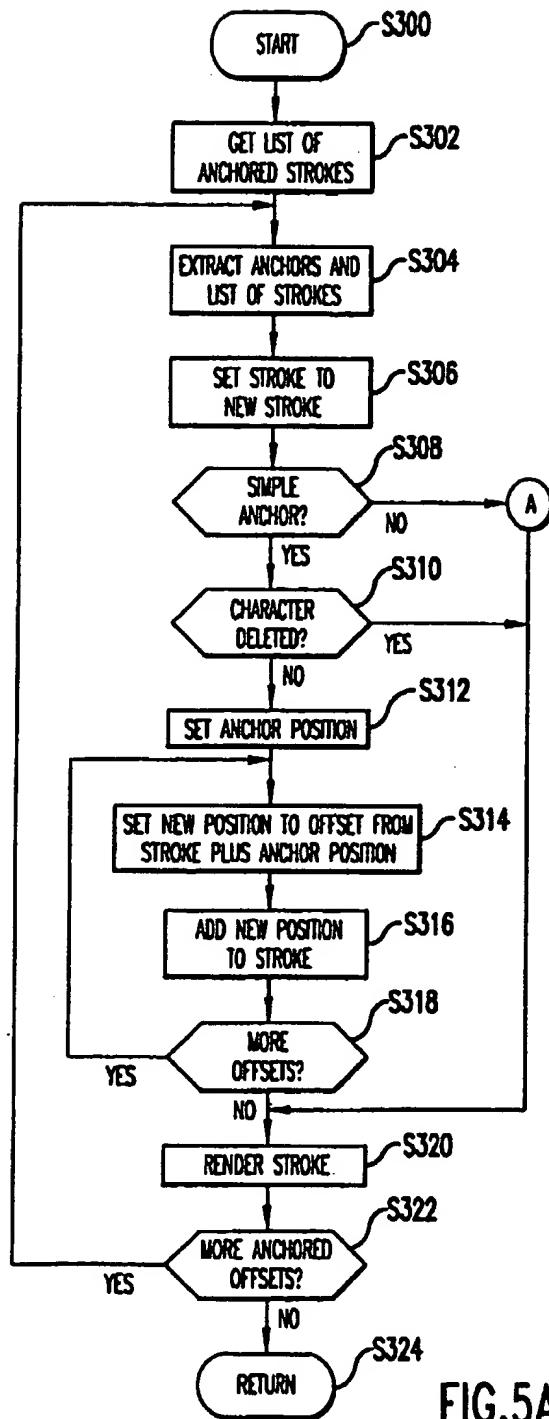 START
S300
GET LIST OF
ANCHORED STROKES
S302
EXTRACT ANCHORS AND
LIST OF STROKES
S304
SET STROKE TO
NEW STROKE
S306
SIMPLE
ANCHOR?
S308
NO
A
YES
CHARACTER
DELETED?
S310
YES
NO
SET ANCHOR POSITION
S312
SET NEW POSITION TO OFFSET FROM
STROKE PLUS ANCHOR POSITION
S314
ADD NEW POSITION
TO STROKE
S316
MORE
OFFSETS?
S318
YES
NO
RENDER STROKE
S320
MORE ANCHORED
OFFSETS?
S322
YES
NO
RETURN
S324
FIG.5A